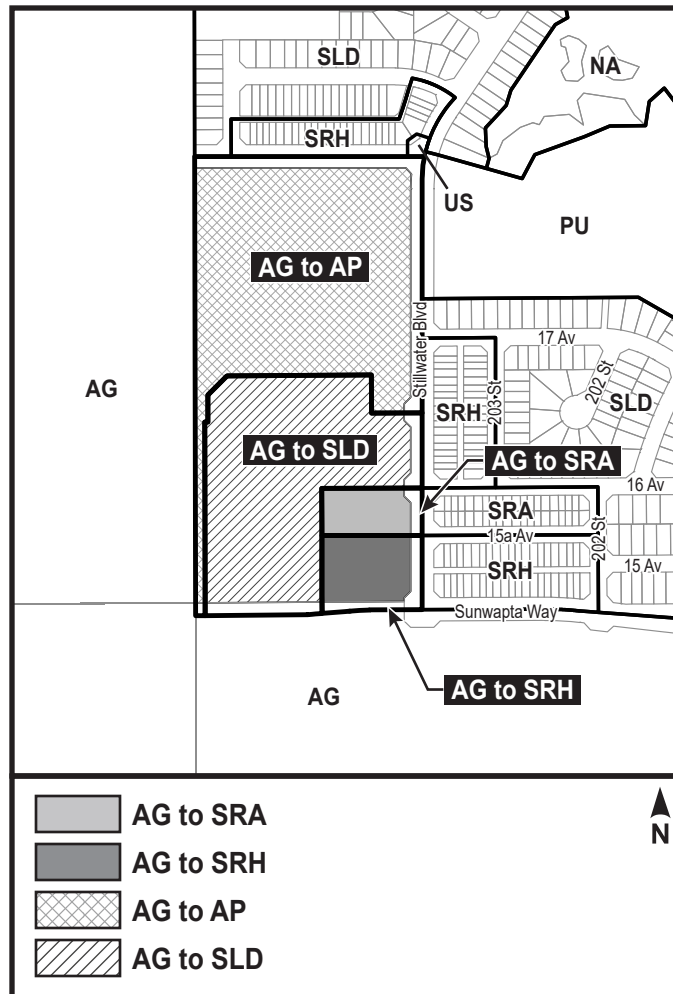 SLD
NA
SRH
US
PU
AG to AP
Stillwater Blvd
17 Av
202 St
AG
203 St
SRH
SLD
AG to SLD
AG to SRA
16 Av
SRA
15a Av
202 St
SRH
15 Av
Sunwapta Way
AG
AG to SRH
AG to SRA
N
AG to SRH
AG to AP
AG to SLD